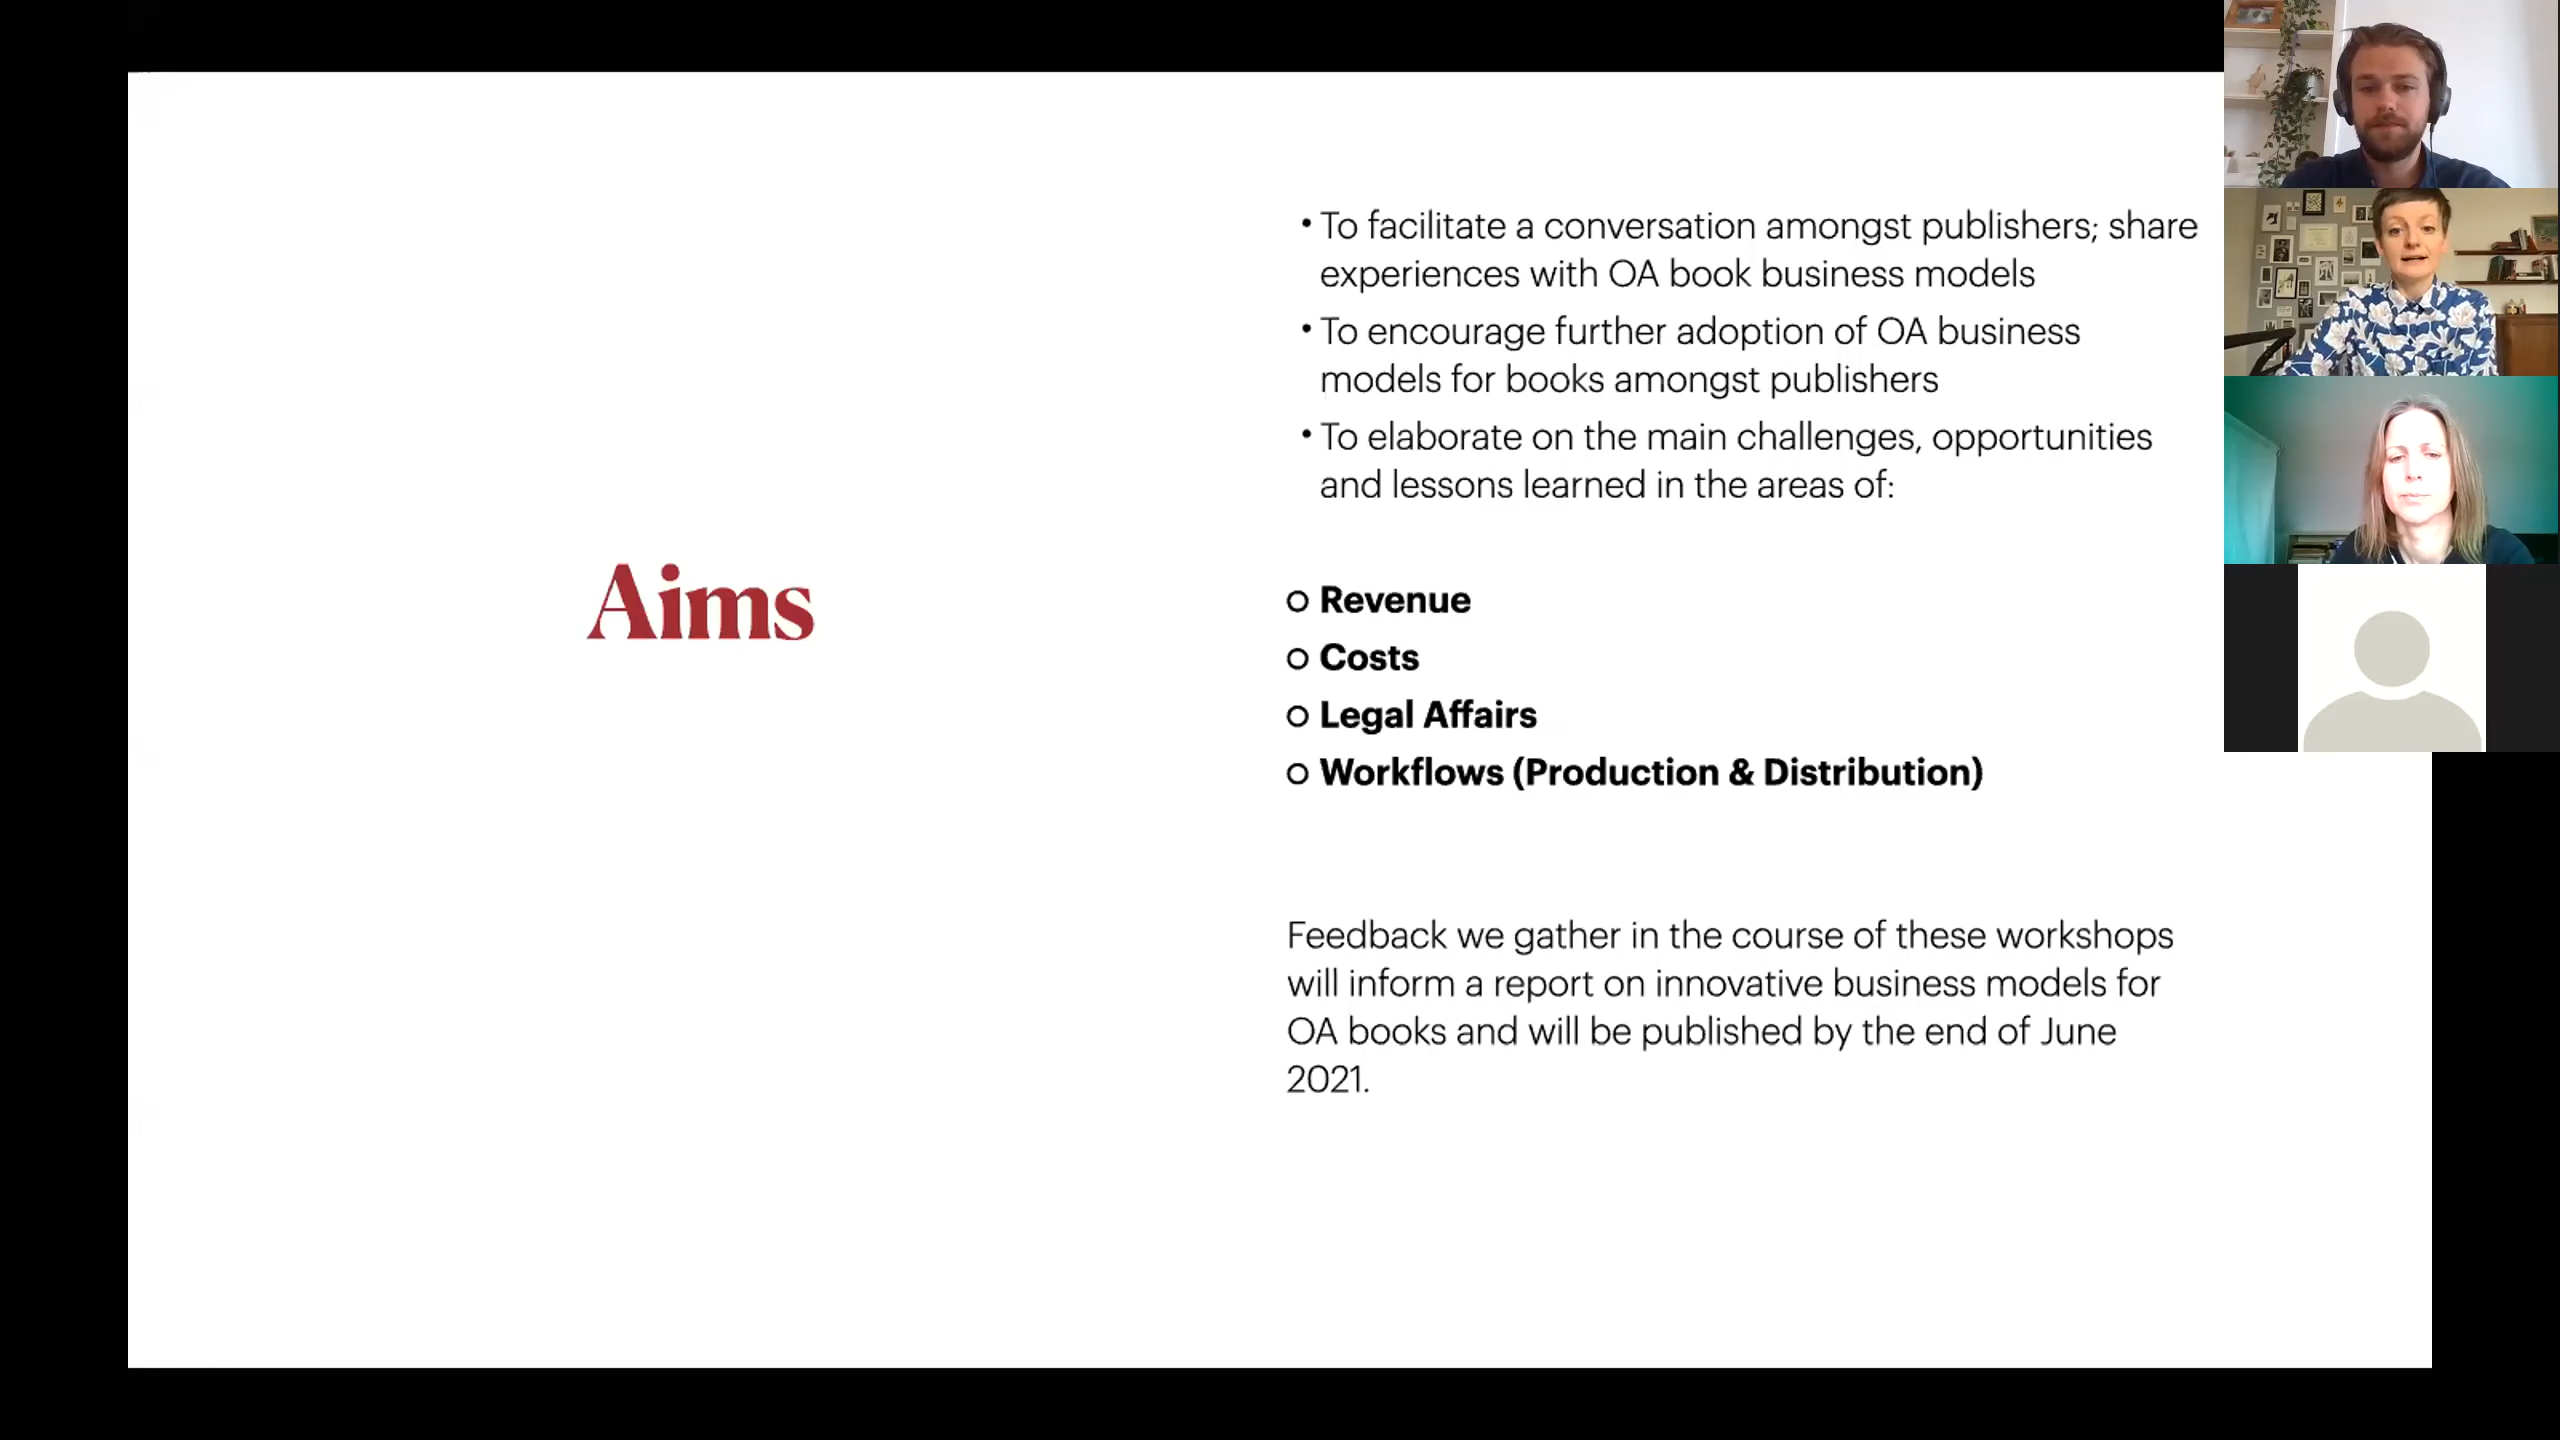 Aims
• To facilitate a conversation amongst publishers; share
experiences with OA book business models
• To encourage further adoption of OA business
models for books amongst publishers
• To elaborate on the main challenges, opportunities
and lessons learned in the areas of:
○ Revenue
○ Costs
○ Legal Affairs
○ Workflows (Production & Distribution)
Feedback we gather in the course of these workshops
will inform a report on innovative business models for
OA books and will be published by the end of June
2021.